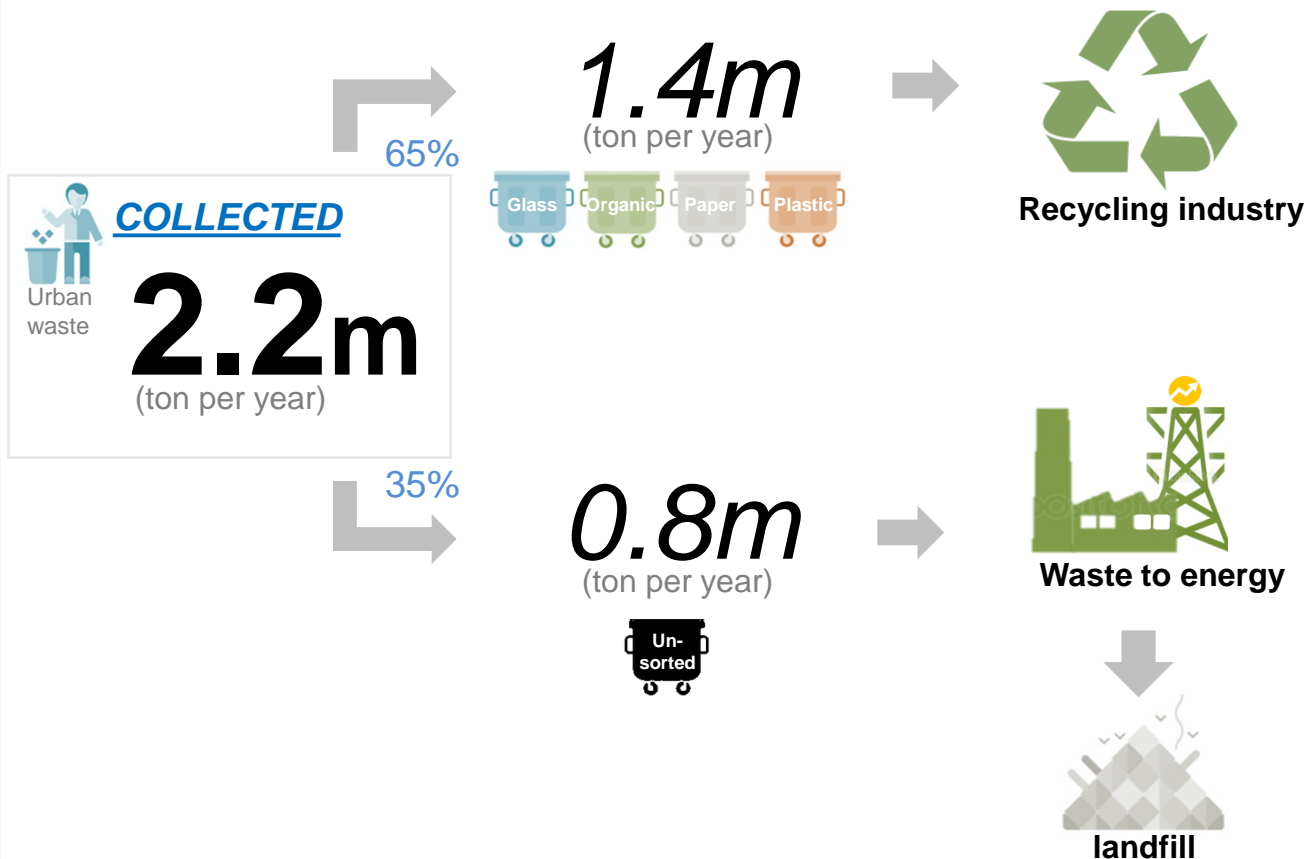 1.4m
(ton per year)
65%
Glass
Organic
Paper
Plastic
Recycling industry
COLLECTED
Urban
waste
2.2m
(ton per year)
35%
0.8m
(ton per year)
Un-
sorted
Waste to energy
landfill